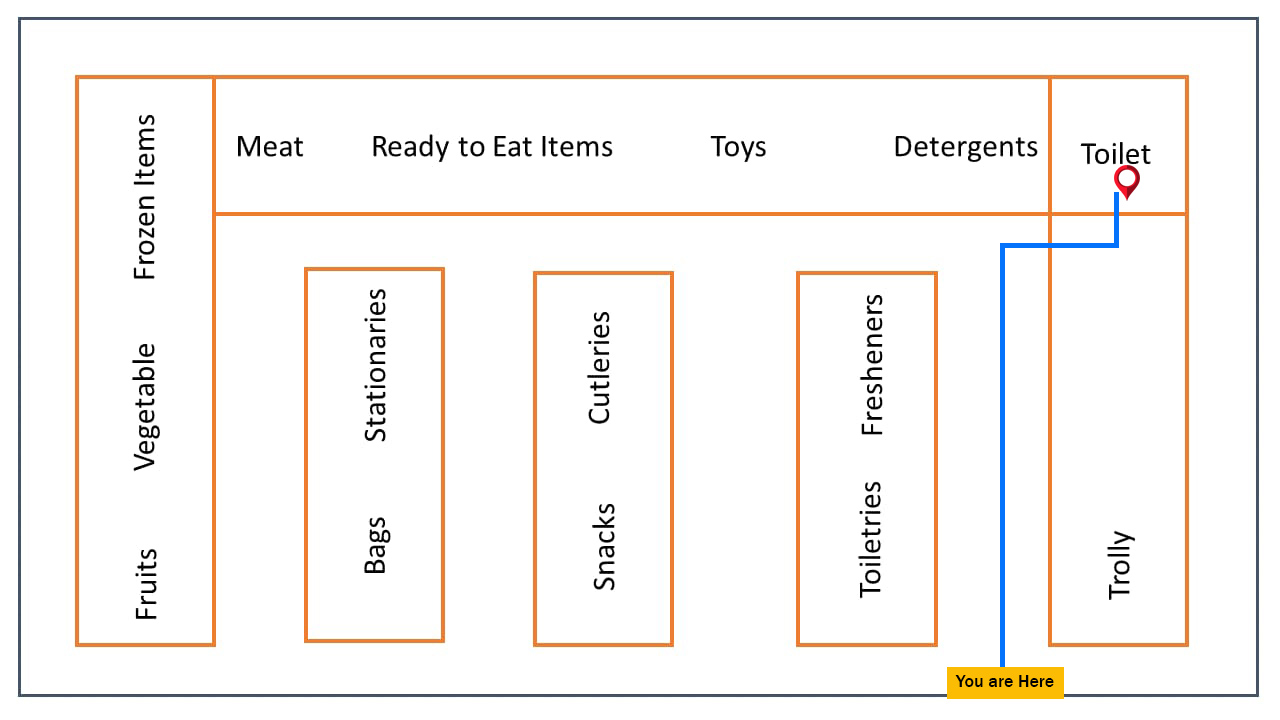 Frozen Items
Vegetable
Fruits
Meat
Ready to Eat Items
Toys
Detergents
Toilet
Stationaries
Bags
Cutleries
Snacks
Fresheners
Toiletries
Trolly
You are Here